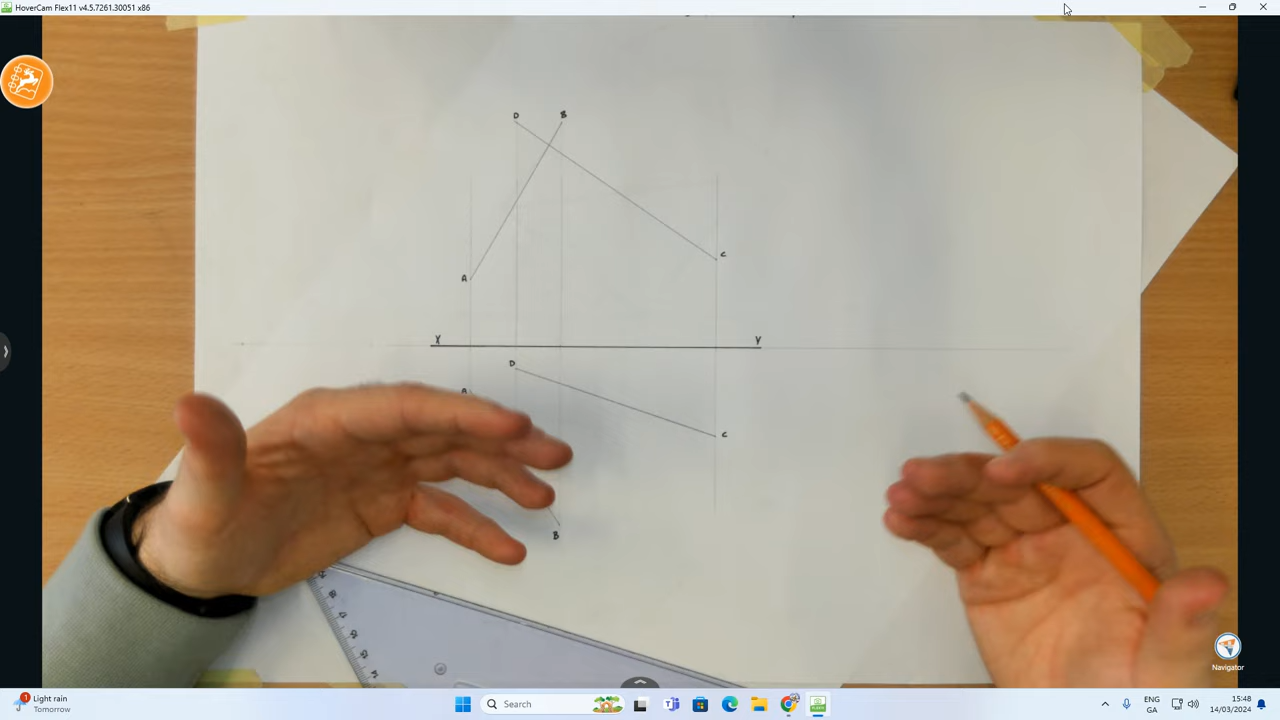 HoverCam Flex11 v4.5.7261.30051 x86
D
B
A
C
X
Y
D
A
C
B
Navigator
1
Light rain
Tomorrow
Search
ENG
GA
15:48
14/03/2024